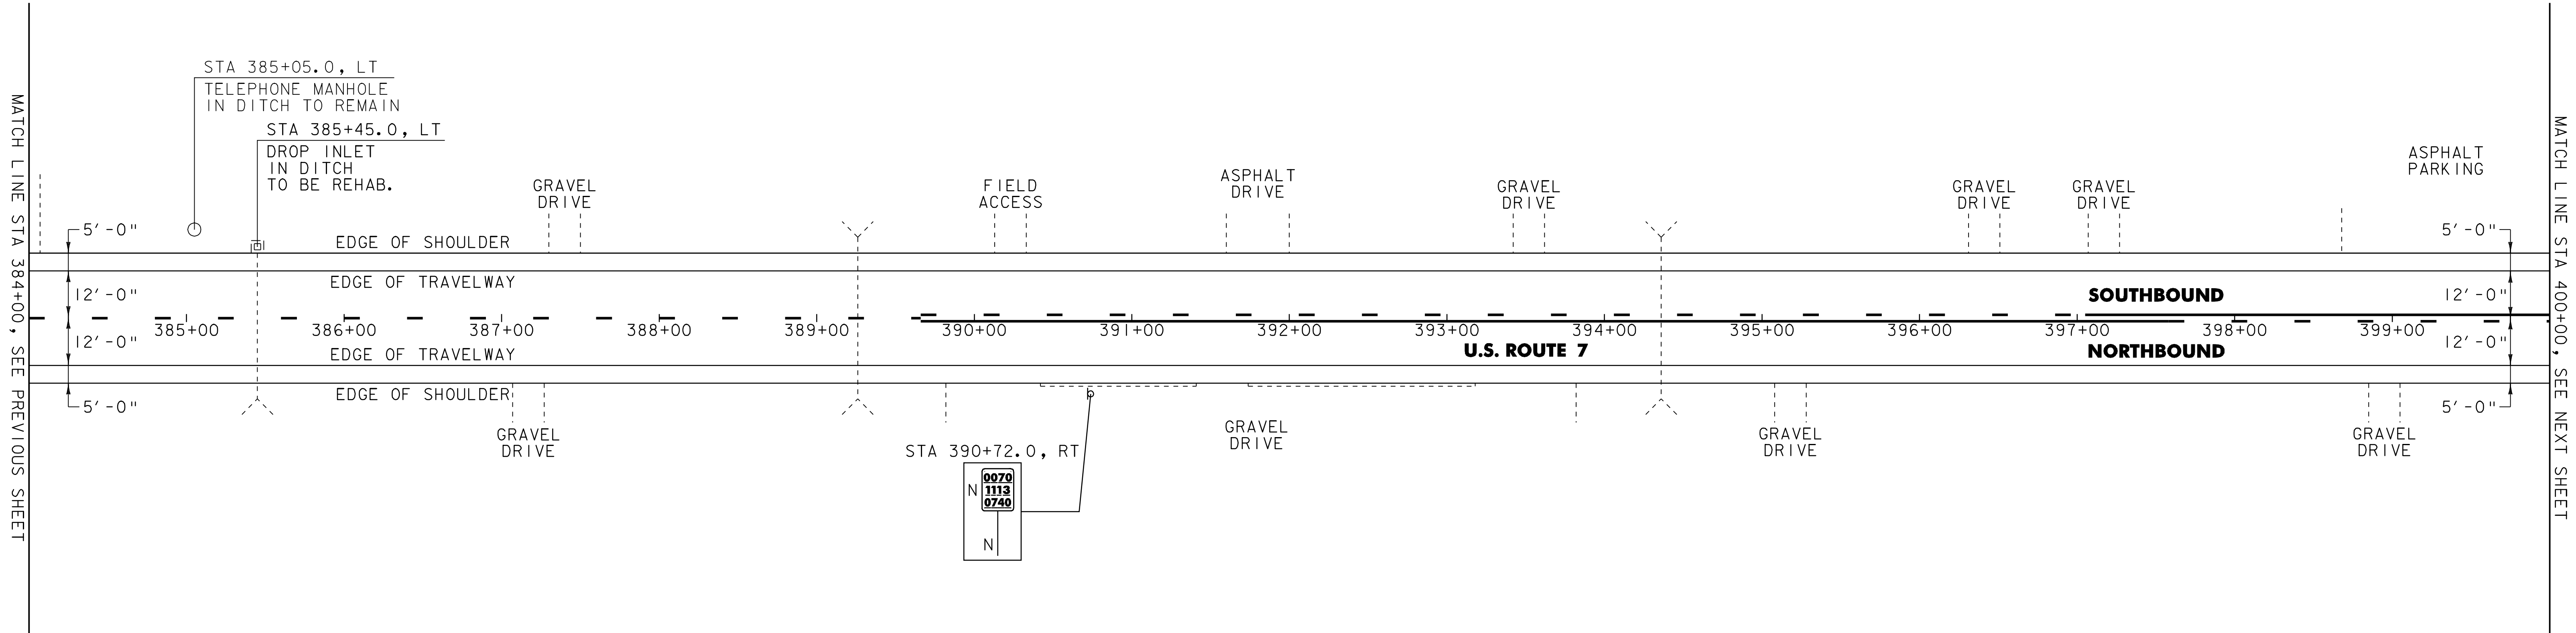 MATCH LINE STA 384+00, SEE PREVIOUS SHEET
STA 385+05.0, LT
TELEPHONE MANHOLE
IN DITCH TO REMAIN
STA 385+45.0, LT
DROP INLET
IN DITCH
TO BE REHAB.
GRAVEL
DRIVE
FIELD
ACCESS
ASPHALT
DRIVE
GRAVEL
DRIVE
GRAVEL
DRIVE
GRAVEL
DRIVE
ASPHALT
PARKING
5'-0"
EDGE OF SHOULDER
5'-0"
EDGE OF TRAVELWAY
12'-0"
SOUTHBOUND
12'-0"
385+00
386+00
387+00
388+00
389+00
390+00
391+00
392+00
393+00
394+00
395+00
396+00
397+00
398+00
399+00
12'-0"
EDGE OF TRAVELWAY
U.S. ROUTE 7
NORTHBOUND
12'-0"
EDGE OF SHOULDER
5'-0"
5'-0"
GRAVEL
DRIVE
STA 390+72.0, RT
N
0070
1113
0740
N
GRAVEL
DRIVE
GRAVEL
DRIVE
GRAVEL
DRIVE
MATCH LINE STA 400+00, SEE NEXT SHEET